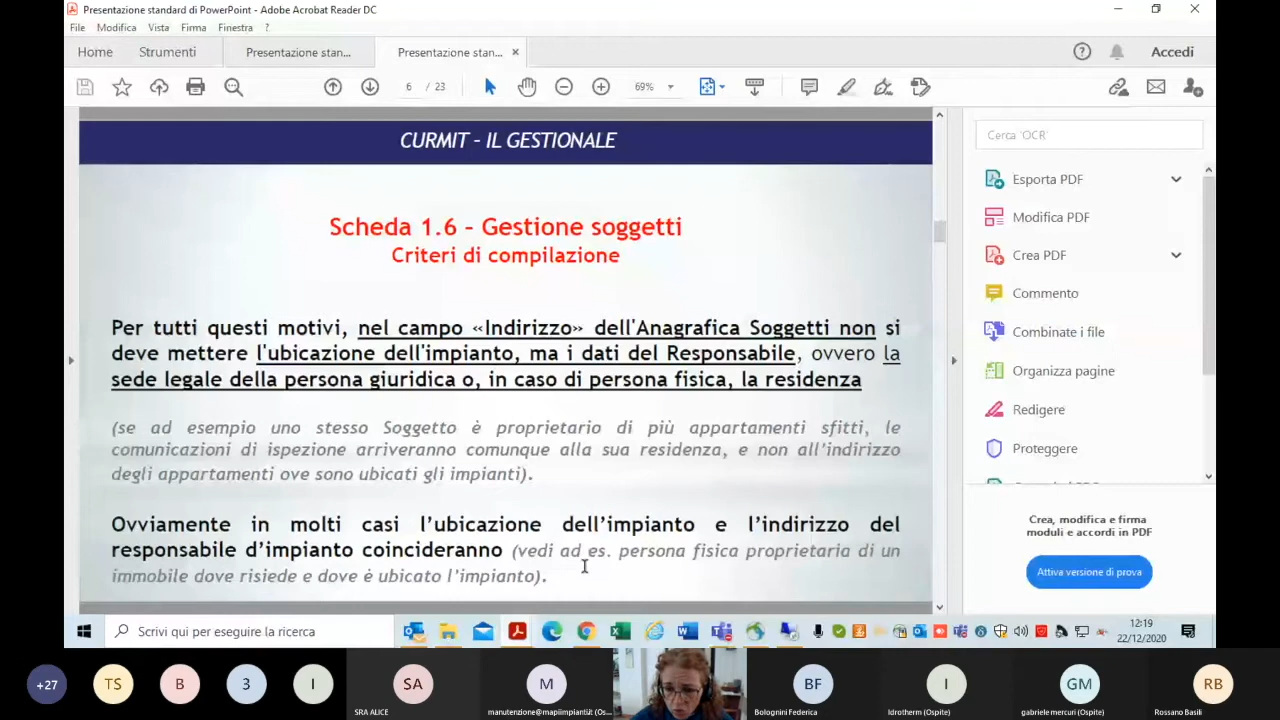 Presentazione standard di PowerPoint - Adobe Acrobat Reader DC
File Modifica Vista Firma Finestra ?
Home Strumenti Presentazione stan... Presentazione stan... × Accedi
6 / 23 69%
CURMIT – IL GESTIONALE
Scheda 1.6 – Gestione soggetti
Criteri di compilazione
Per tutti questi motivi, nel campo «Indirizzo» dell'Anagrafica Soggetti non si
deve mettere l'ubicazione dell'impianto, ma i dati del Responsabile, ovvero la
sede legale della persona giuridica o, in caso di persona fisica, la residenza
(se ad esempio uno stesso Soggetto è proprietario di più appartamenti sfitti, le
comunicazioni di ispezione arriveranno comunque alla sua residenza, e non all'indirizzo
degli appartamenti ove sono ubicati gli impianti).
Ovviamente in molti casi l'ubicazione dell'impianto e l'indirizzo del
responsabile d'impianto coincideranno (vedi ad es. persona fisica proprietaria di un
immobile dove risiede e dove è ubicato l'impianto).
Cerca 'OCR'
Esporta PDF
Modifica PDF
Crea PDF
Commento
Combinate i file
Organizza pagine
Redigere
Proteggere
Crea, modifica e firma
moduli e accordi in PDF
Attiva versione di prova
Scrivi qui per eseguire la ricerca
12:19
22/12/2020
+27 TS B 3 I SA M BF I GM RB
SRA ALICE manutenzione@mapiimpianti.it (Os... Bolognini Federica Idrotherm (Ospite) gabriele mercuri (Ospite) Rossano Basili